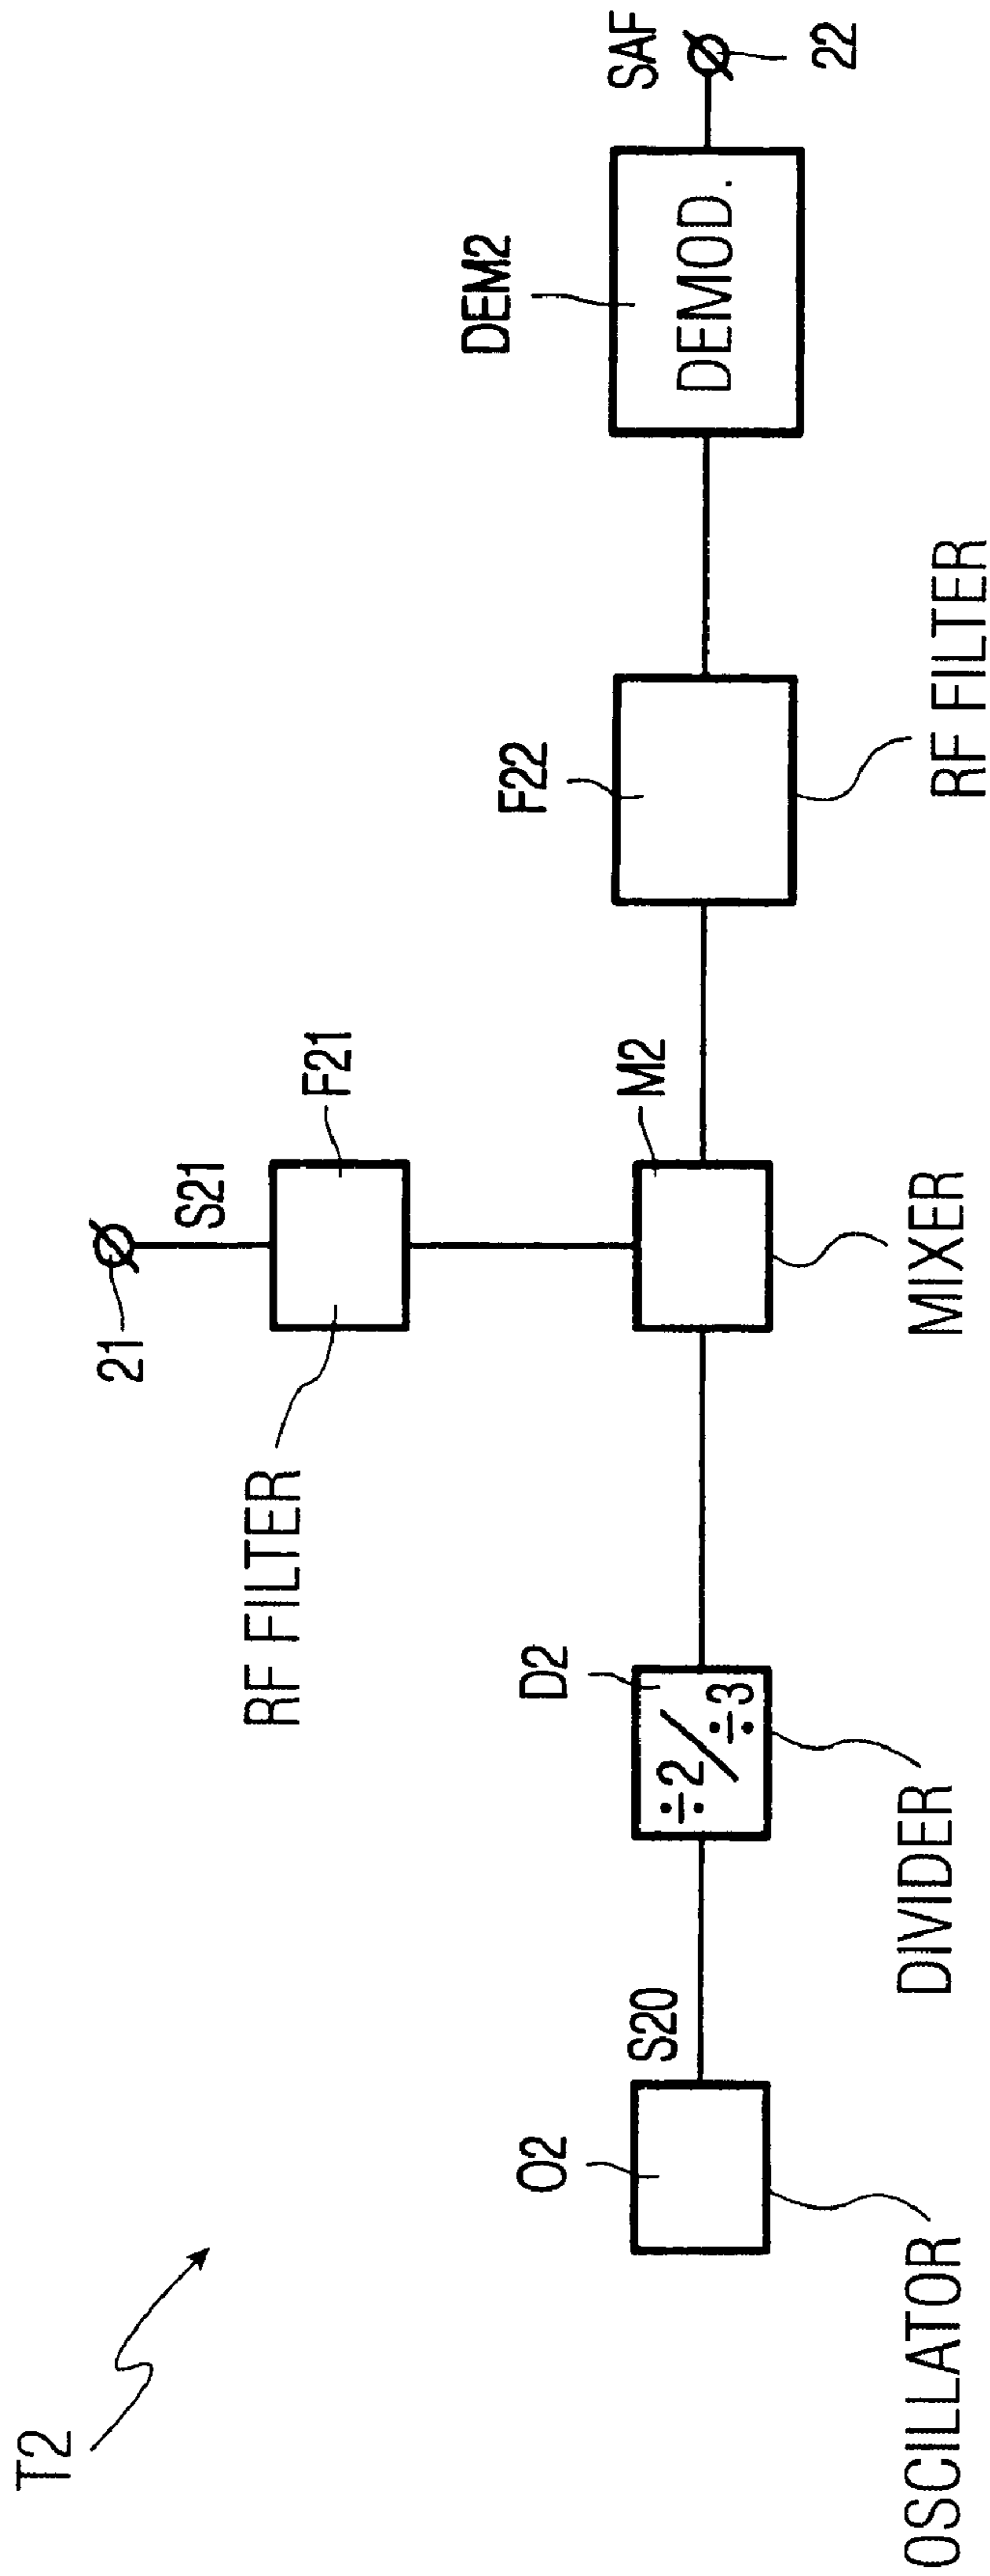 T2
21
S21
RF FILTER
F21
O2
S20
D2
÷2/÷3
M2
F22
DEM2
DEMOD.
SAF
22
OSCILLATOR
DIVIDER
MIXER
RF FILTER